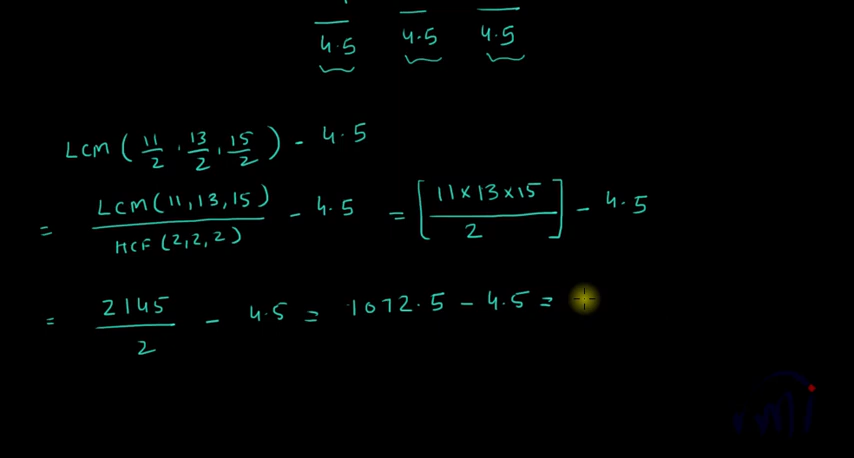 4.5 4.5 4.5
LCM ( 11/2 , 13/2 , 15/2 ) - 4.5
= LCM(11,13,15) / HCF(2,2,2) - 4.5 = [ 11×13×15 / 2 ] - 4.5
= 2145 / 2 - 4.5 = 1072.5 - 4.5 =